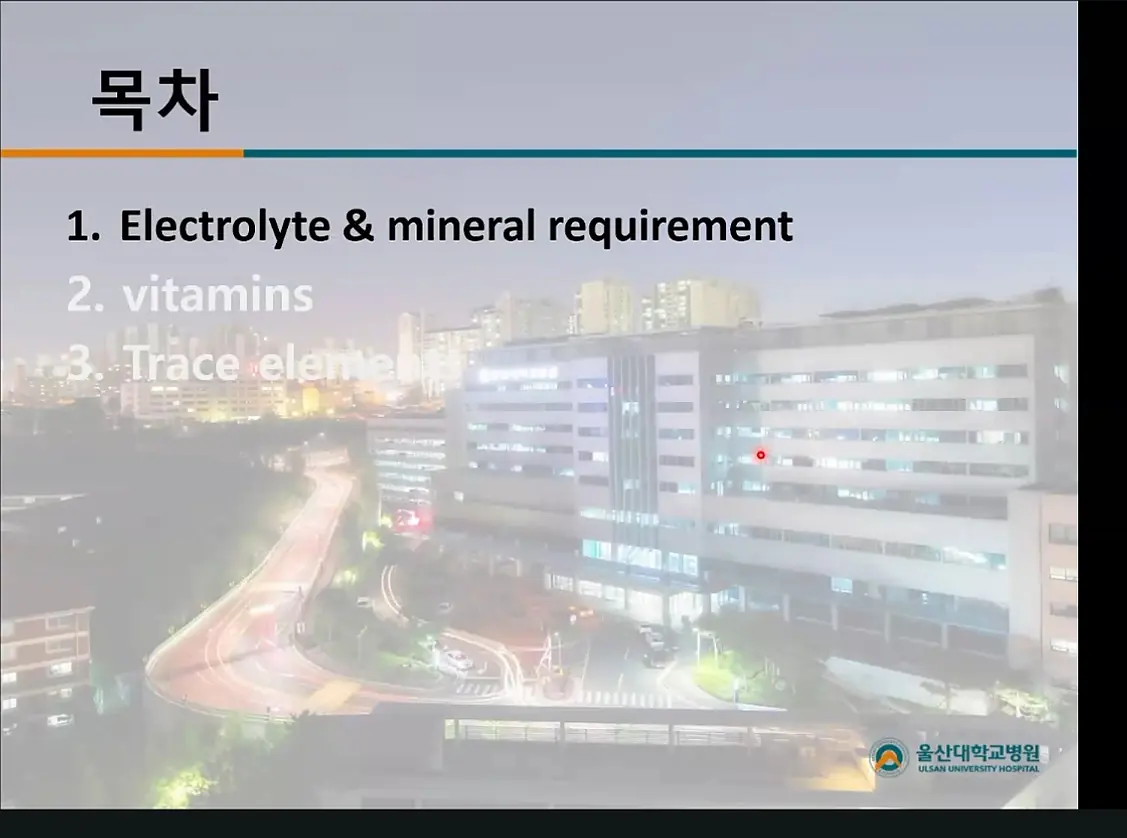 목차
1. Electrolyte & mineral requirement
2. vitamins
3. Trace elements
울산대학교병원
ULSAN UNIVERSITY HOSPITAL